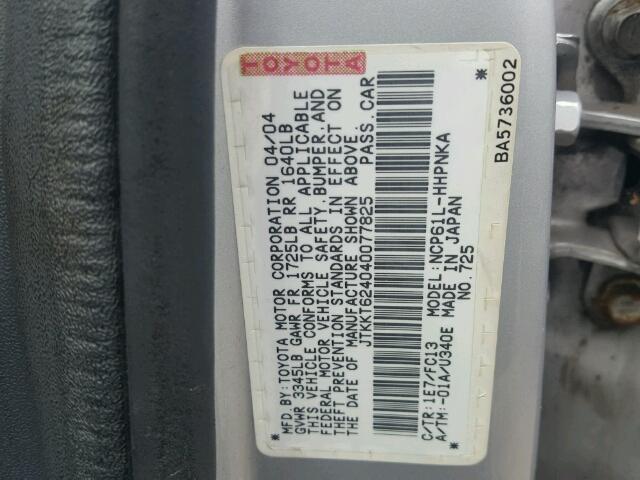 TOYOTA
MFD. BY: TOYOTA MOTOR CORPORATION 04/04
GVWR 3345LB GAWR FR 1725LB RR 1640LB
THIS VEHICLE CONFORMS TO ALL APPLICABLE
FEDERAL MOTOR VEHICLE SAFETY, BUMPER, AND
THEFT PREVENTION STANDARDS IN EFFECT ON
THE DATE OF MANUFACTURE SHOWN ABOVE.
JTKKT624040077825 PASS. CAR
* *
C/TR: 1E7/FC13 MODEL: NCP61L-HHPNKA
A/TM: -01A/U340E MADE IN JAPAN
NO. 725
* *
BA5736002